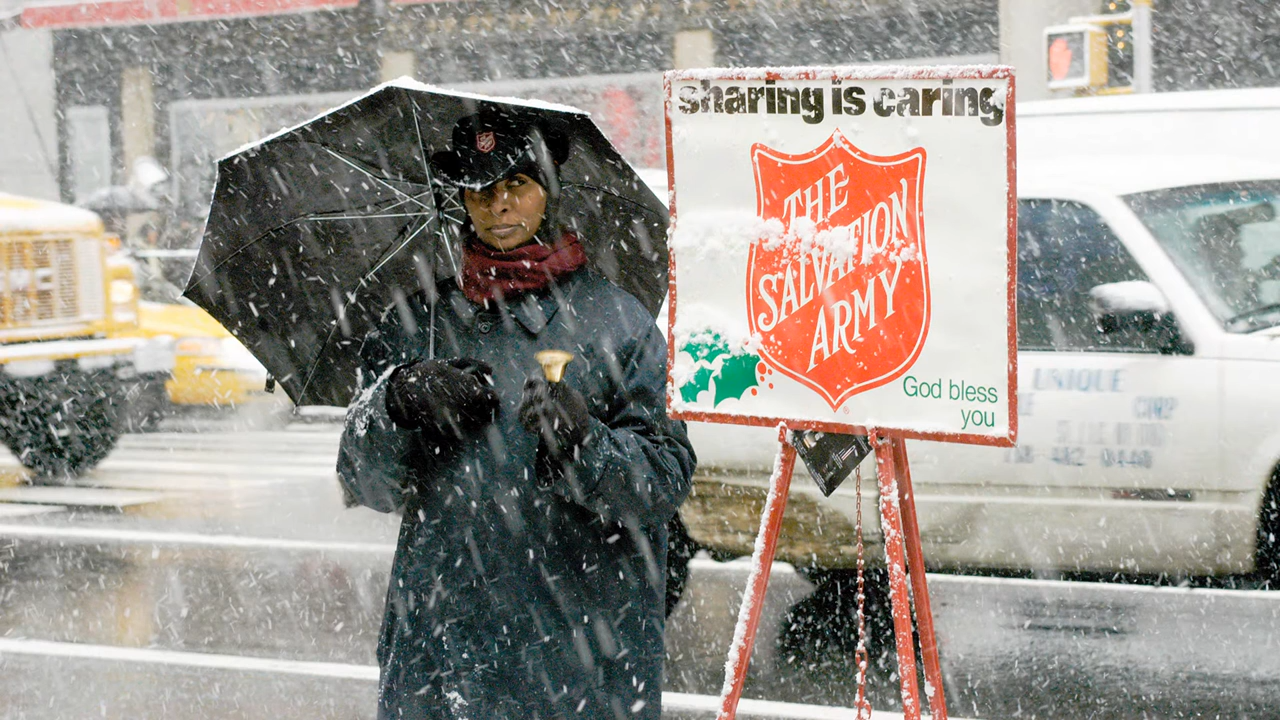 sharing is caring
THE
SALVATION
ARMY
God bless
you
UNIQUE